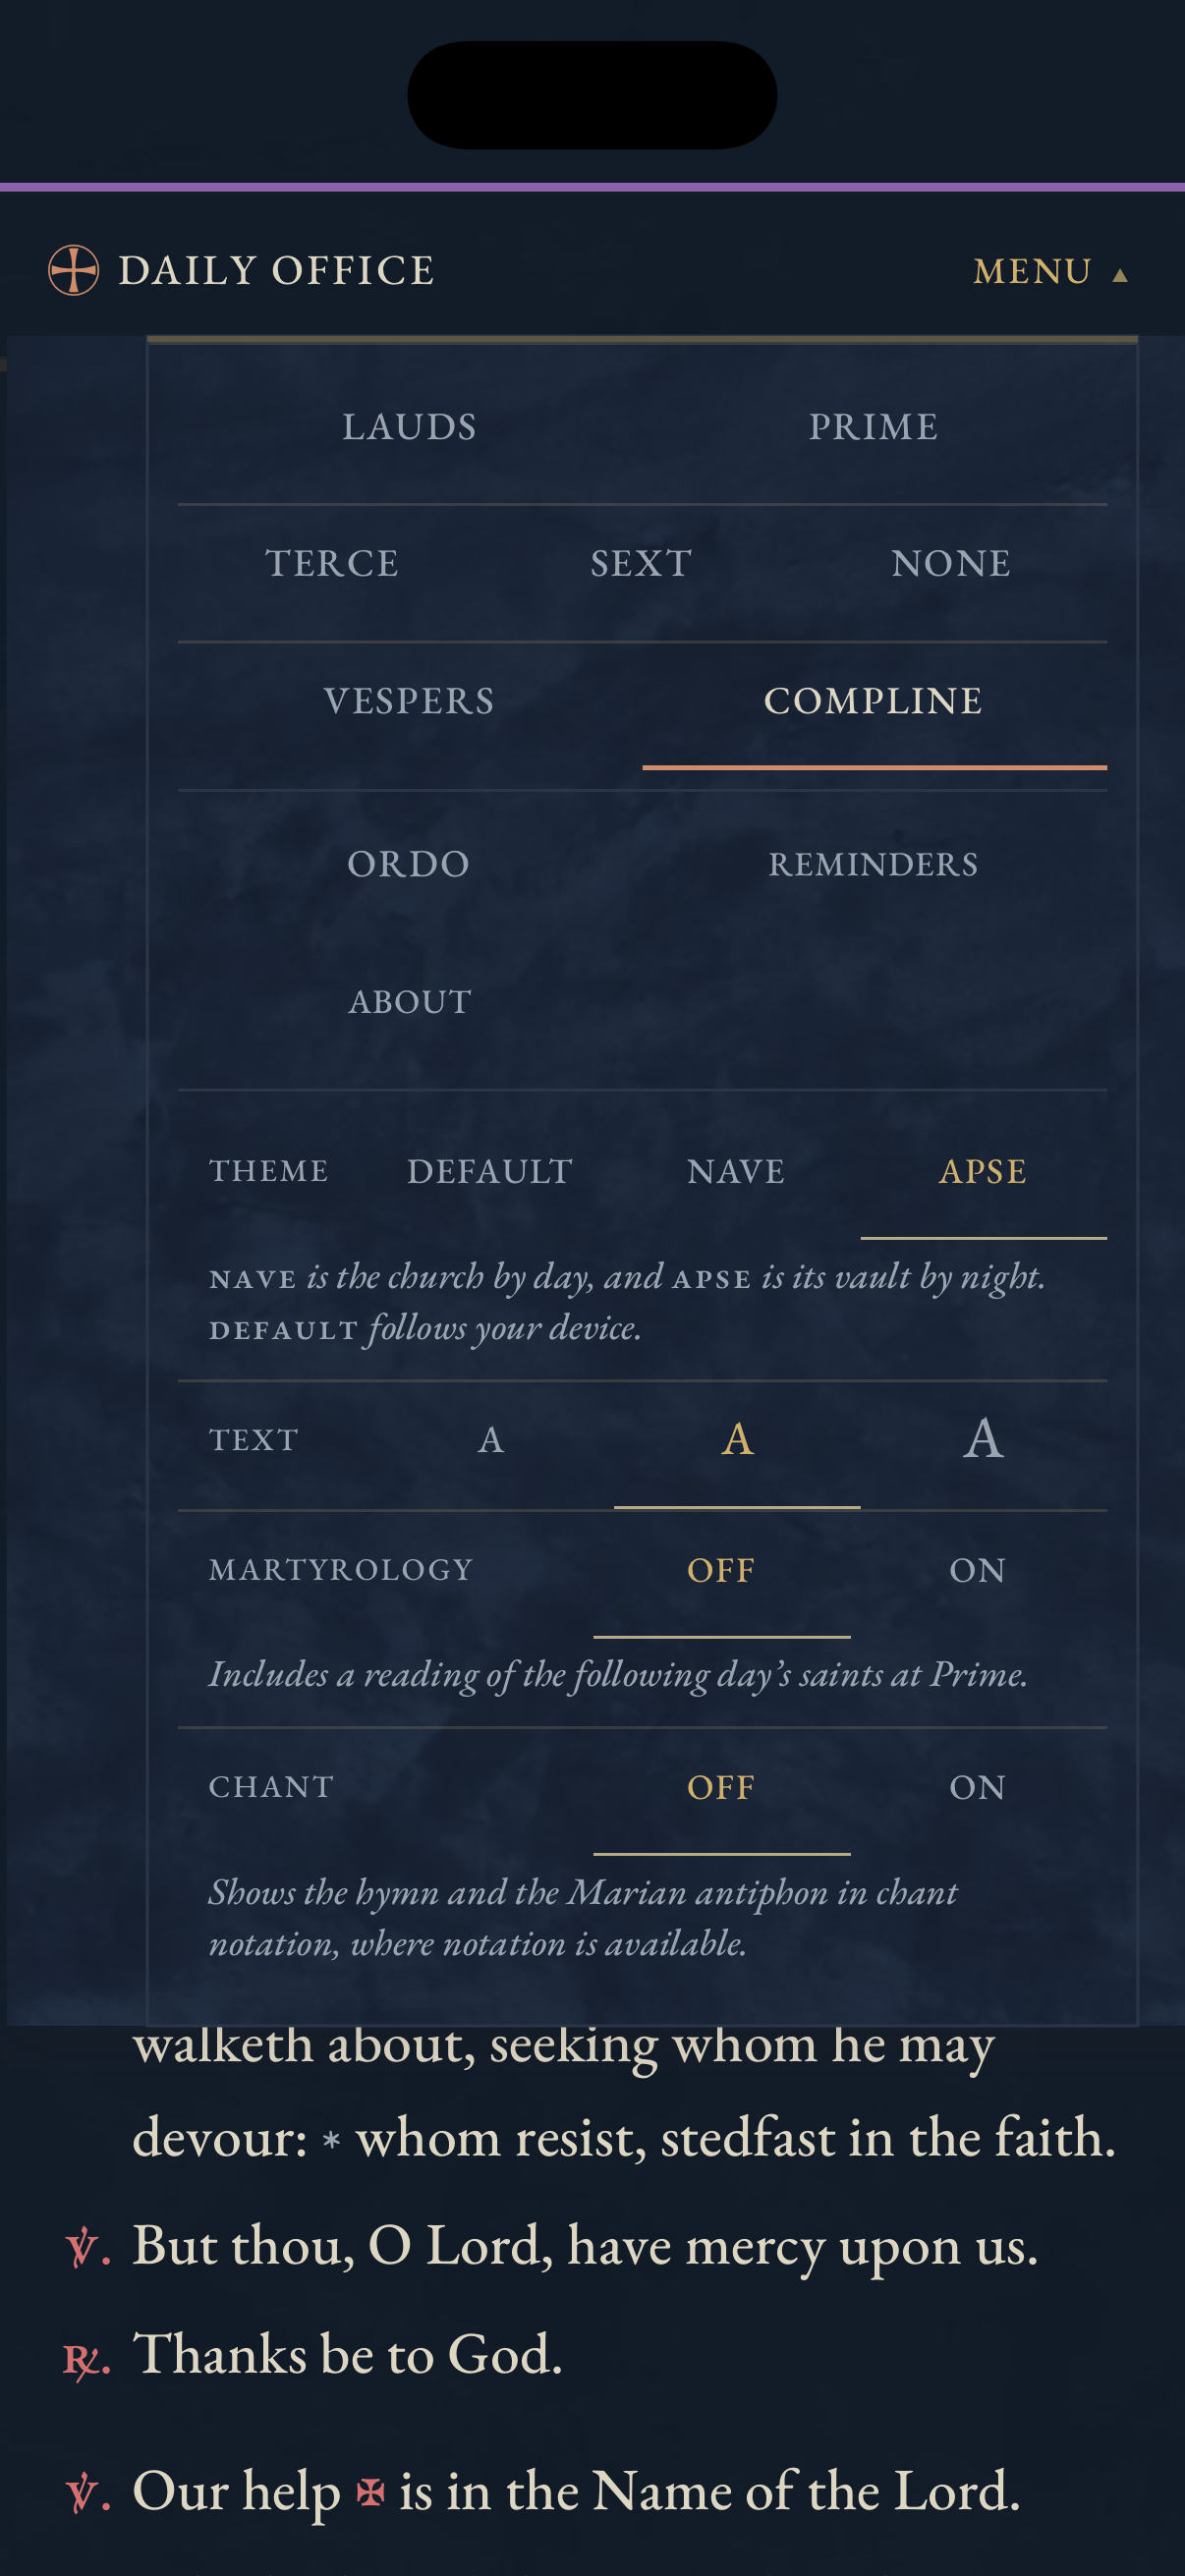 DAILY OFFICE MENU ▲
LAUDS PRIME
TERCE SEXT NONE
VESPERS COMPLINE
ORDO REMINDERS
ABOUT
THEME DEFAULT NAVE APSE
NAVE is the church by day, and APSE is its vault by night.
DEFAULT follows your device.
TEXT A A A
MARTYROLOGY OFF ON
Includes a reading of the following day’s saints at Prime.
CHANT OFF ON
Shows the hymn and the Marian antiphon in chant
notation, where notation is available.
walketh about, seeking whom he may
devour: * whom resist, stedfast in the faith.
℣. But thou, O Lord, have mercy upon us.
℟. Thanks be to God.
℣. Our help ✠ is in the Name of the Lord.